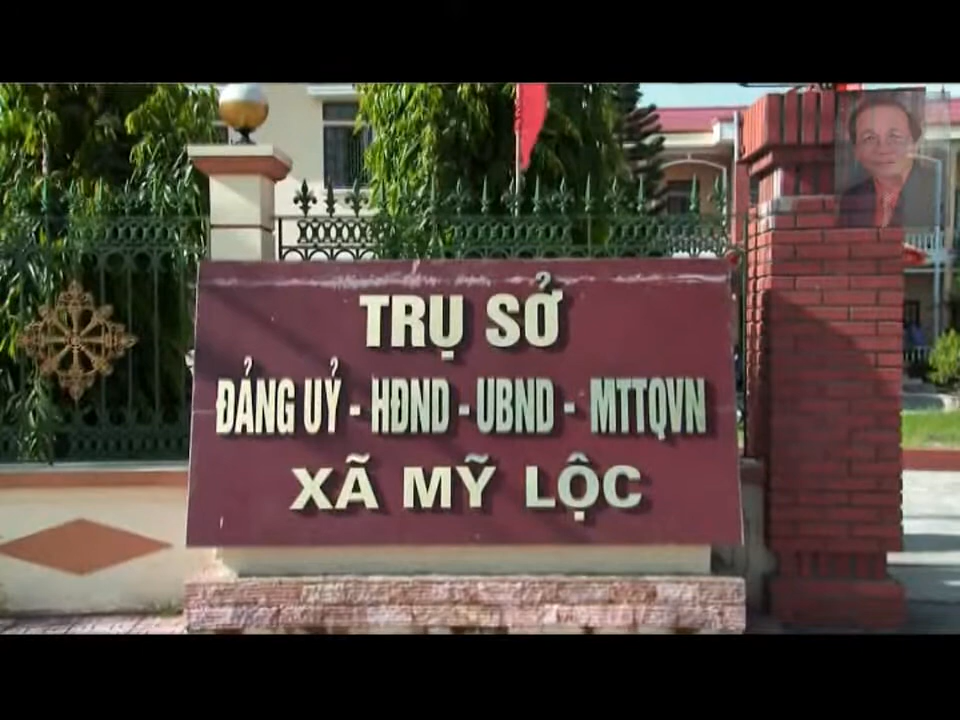 TRỤ SỞ
ĐẢNG UỶ - HĐND - UBND - MTTQVN
XÃ MỸ LỘC